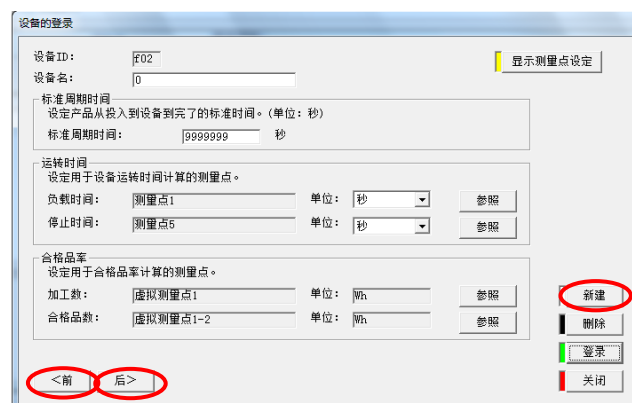 设备的登录
设备ID: f02 显示测量点设定
设备名: 0
标准周期时间
设定产品从投入到设备到完了的标准时间。(单位: 秒)
标准周期时间: 9999999 秒
运转时间
设定用于设备运转时间计算的测量点。
负载时间: 测量点1 单位: 秒 参照
停止时间: 测量点5 单位: 秒 参照
合格品率
设定用于合格品率计算的测量点。
加工数: 虚拟测量点1 单位: Wh 参照 新建
合格品数: 虚拟测量点1-2 单位: Wh 参照 删除
登录
<前 后> 关闭